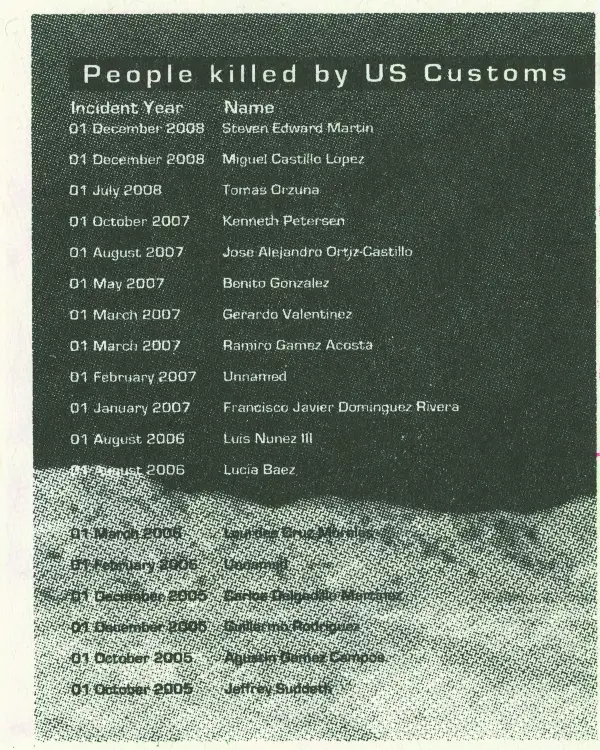 People killed by US Customs
Incident Year Name
01 December 2008 Steven Edward Martin
01 December 2008 Miguel Castillo Lopez
01 July 2008 Tomas Orzuna
01 October 2007 Kenneth Petersen
01 August 2007 Jose Alejandro Ortiz-Castillo
01 May 2007 Benito Gonzalez
01 March 2007 Gerardo Valentinez
01 March 2007 Ramiro Gamez Acosta
01 February 2007 Unnamed
01 January 2007 Francisco Javier Dominguez Rivera
01 August 2006 Luis Nunez III
01 August 2006 Lucia Baez
01 March 2006 Lourdes Cruz Morales
01 February 2006 Unnamed
01 December 2005 Carlos Delgadillo Martinez
01 December 2005 Guillermo Rodriguez
01 October 2005 Agustin Gamez Campos
01 October 2005 Jeffrey Suddeth